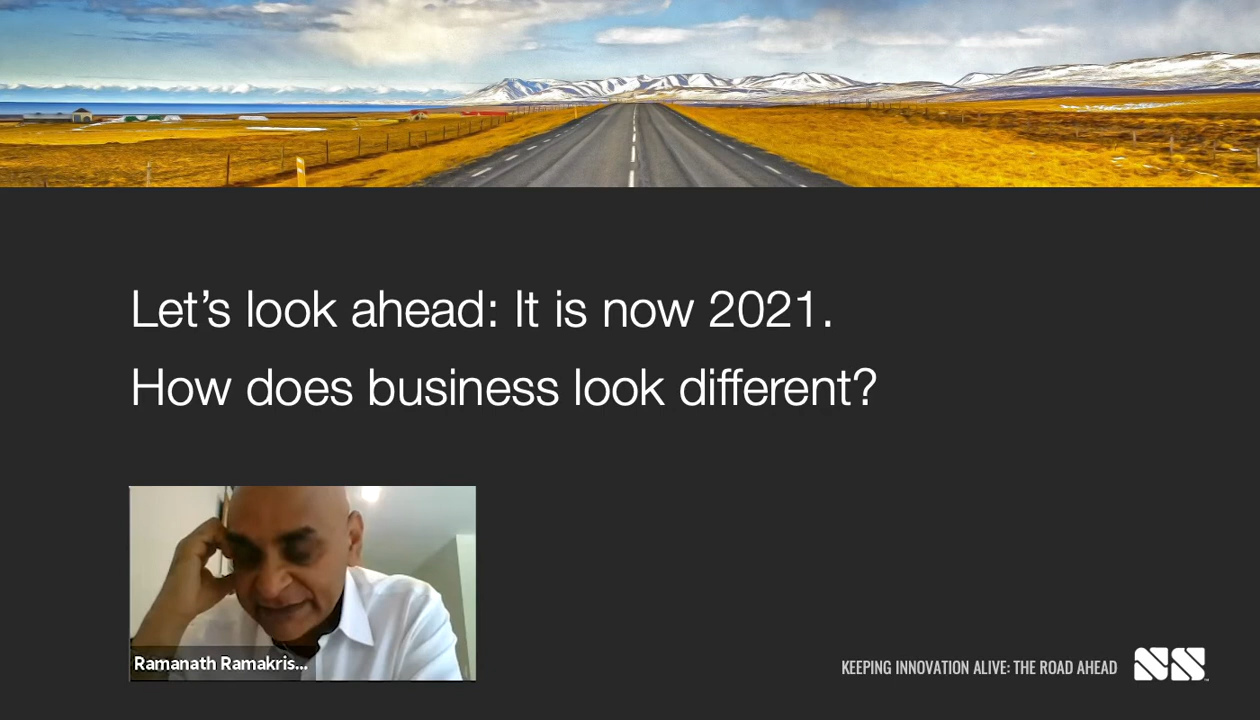 Let’s look ahead: It is now 2021.
How does business look different?
Ramanath Ramakris...
KEEPING INNOVATION ALIVE: THE ROAD AHEAD